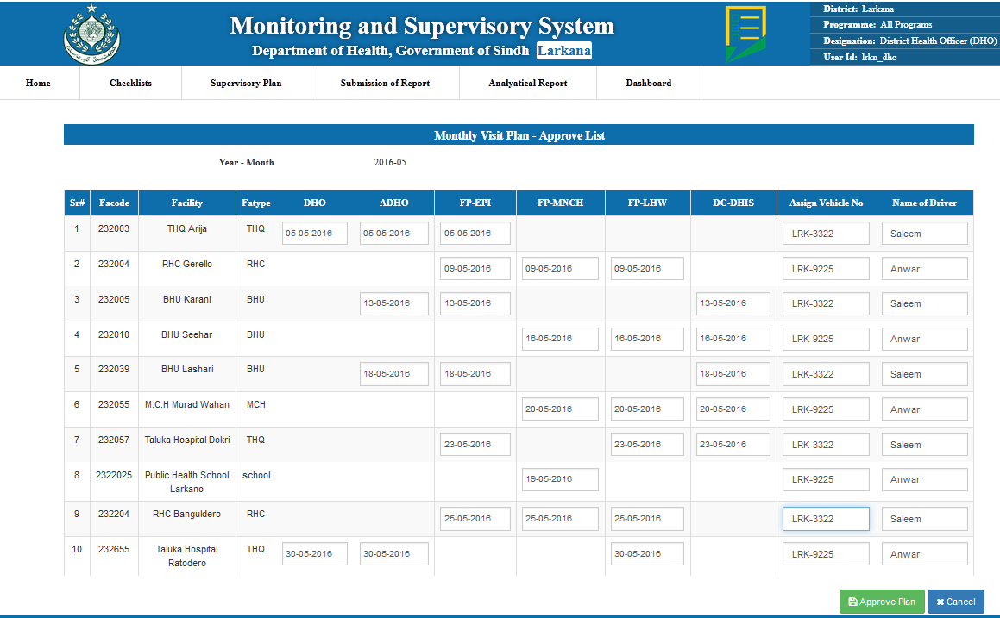 Monitoring and Supervisory System
Department of Health, Government of Sindh Larkana
District: Larkana
Programme: All Programs
Designation: District Health Officer (DHO)
User Id: lrkn_dho
Home Checklists Supervisory Plan Submission of Report Analyatical Report Dashboard
Monthly Visit Plan - Approve List
Year - Month 2016-05
Sr# Facode Facility Fatype DHO ADHO FP-EPI FP-MNCH FP-LHW DC-DHIS Assign Vehicle No Name of Driver
1 232003 THQ Arija THQ 05-05-2016 05-05-2016 05-05-2016 LRK-3322 Saleem
2 232004 RHC Gerello RHC 09-05-2016 09-05-2016 09-05-2016 LRK-9225 Anwar
3 232005 BHU Karani BHU 13-05-2016 13-05-2016 13-05-2016 LRK-3322 Saleem
4 232010 BHU Seehar BHU 16-05-2016 16-05-2016 16-05-2016 LRK-9225 Anwar
5 232039 BHU Lashari BHU 18-05-2016 18-05-2016 18-05-2016 LRK-3322 Saleem
6 232055 M.C.H Murad Wahan MCH 20-05-2016 20-05-2016 20-05-2016 LRK-9225 Anwar
7 232057 Taluka Hospital Dokri THQ 23-05-2016 23-05-2016 23-05-2016 LRK-3322 Saleem
8 2322025 Public Health School Larkano school 19-05-2016 LRK-9225 Anwar
9 232204 RHC Banguldero RHC 25-05-2016 25-05-2016 25-05-2016 LRK-3322 Saleem
10 232655 Taluka Hospital Ratodero THQ 30-05-2016 30-05-2016 30-05-2016 LRK-9225 Anwar
Approve Plan Cancel